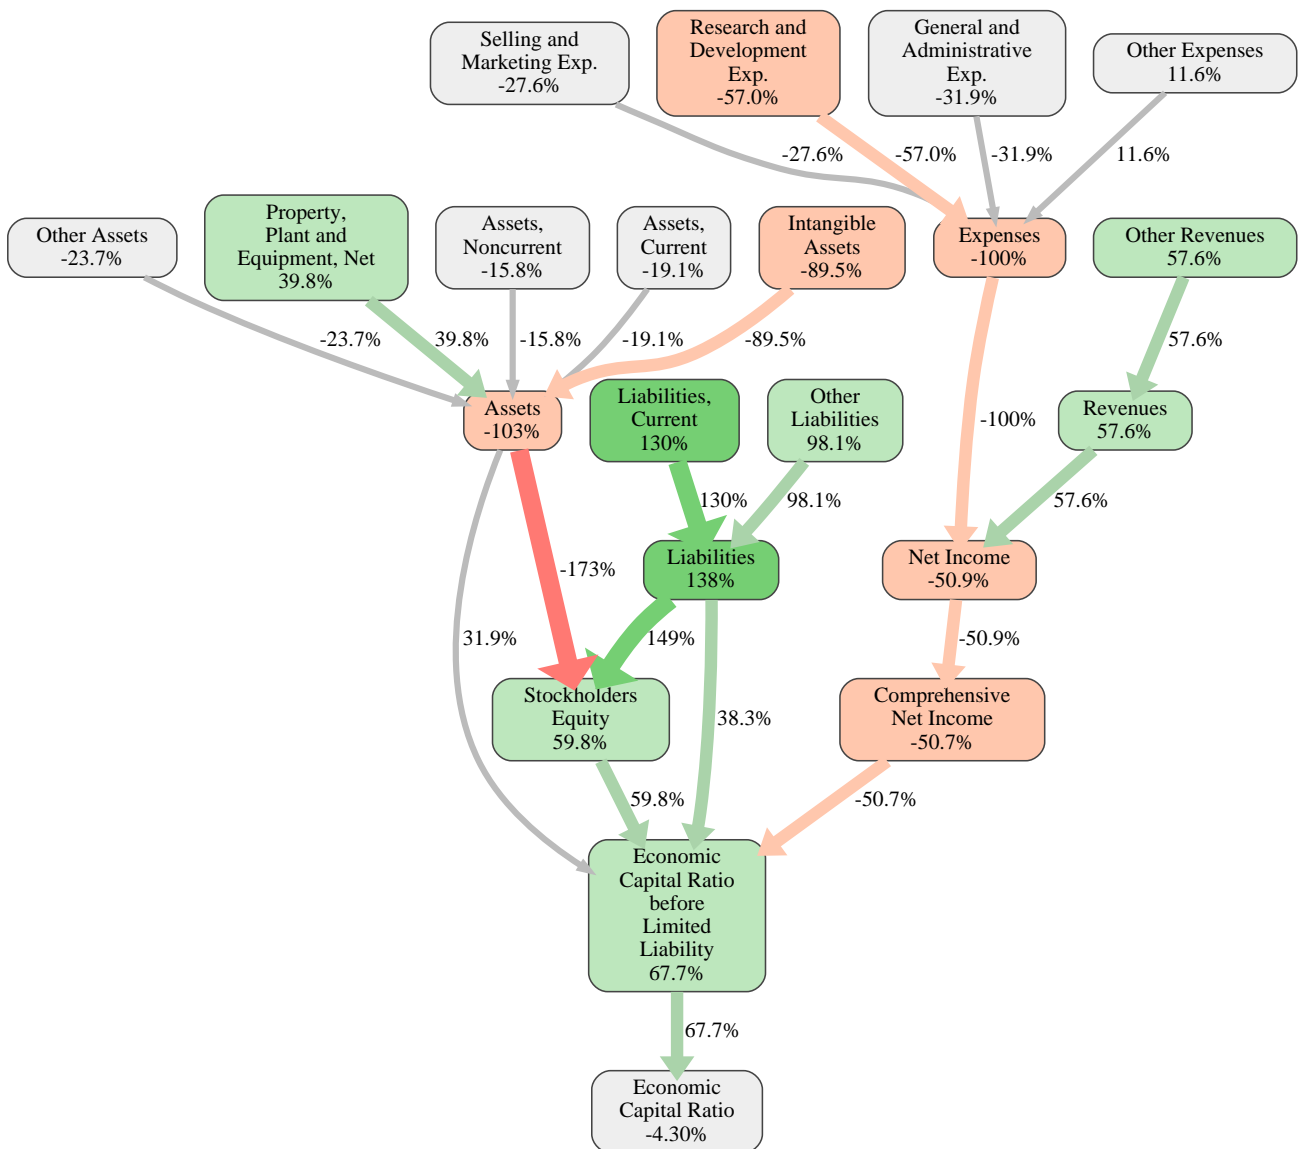 Selling and
Marketing Exp.
-27.6%
Research and
Development
Exp.
-57.0%
General and
Administrative
Exp.
-31.9%
Other Expenses
11.6%
-27.6%
-57.0%
-31.9%
11.6%
Other Assets
-23.7%
Property,
Plant and
Equipment, Net
39.8%
Assets,
Noncurrent
-15.8%
Assets,
Current
-19.1%
Intangible
Assets
-89.5%
Expenses
-100%
Other Revenues
57.6%
-23.7%
39.8%
-15.8%
-19.1%
-89.5%
-100%
57.6%
Assets
-103%
Liabilities,
Current
130%
Other
Liabilities
98.1%
Revenues
57.6%
130%
98.1%
57.6%
-173%
Liabilities
138%
Net Income
-50.9%
31.9%
149%
38.3%
-50.9%
Stockholders
Equity
59.8%
Comprehensive
Net Income
-50.7%
59.8%
-50.7%
Economic
Capital Ratio
before
Limited
Liability
67.7%
67.7%
Economic
Capital Ratio
-4.30%